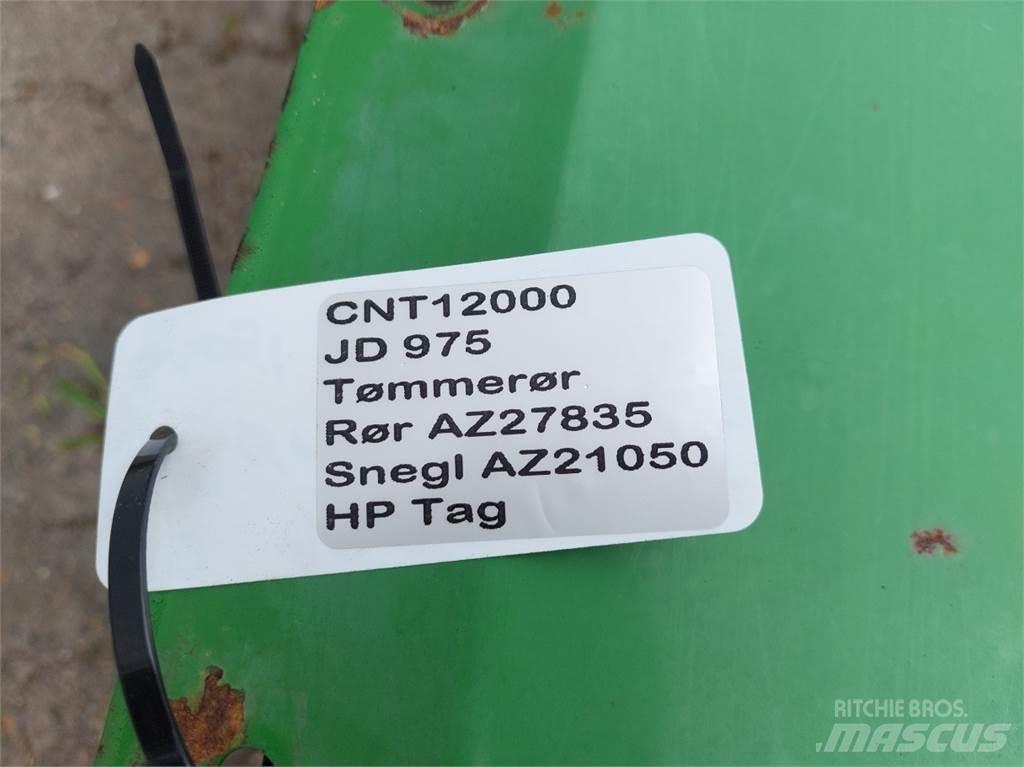 CNT12000
JD 975
Tømmerør
Rør AZ27835
Snegl AZ21050
HP Tag
RITCHIE BROS.
MASCUS